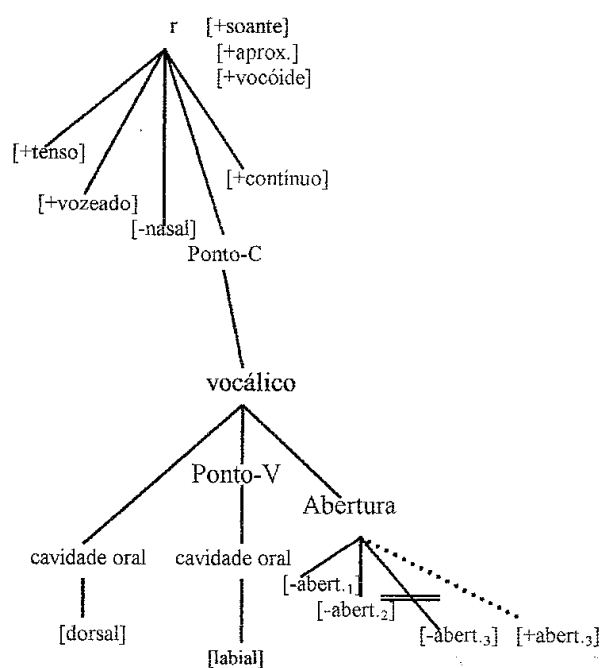 r [+soante]
[+aprox.]
[+vocóide]
[+tenso]
[+contínuo]
[+vozeado]
[-nasal]
Ponto-C
vocálico
Ponto-V
Abertura
cavidade oral cavidade oral
[-abert.₁]
[-abert.₂]
[dorsal]
[-abert.₃] [+abert.₃]
[labial]